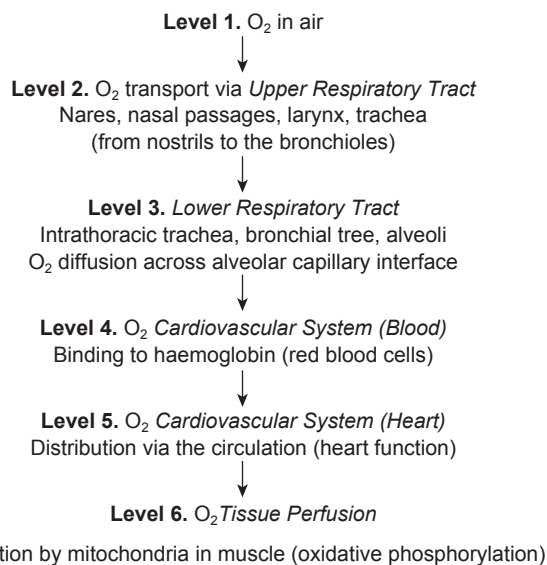 Level 1. O₂ in air
Level 2. O₂ transport via Upper Respiratory Tract
Nares, nasal passages, larynx, trachea
(from nostrils to the bronchioles)
Level 3. Lower Respiratory Tract
Intrathoracic trachea, bronchial tree, alveoli
O₂ diffusion across alveolar capillary interface
Level 4. O₂ Cardiovascular System (Blood)
Binding to haemoglobin (red blood cells)
Level 5. O₂ Cardiovascular System (Heart)
Distribution via the circulation (heart function)
Level 6. O₂Tissue Perfusion
tion by mitochondria in muscle (oxidative phosphorylation)